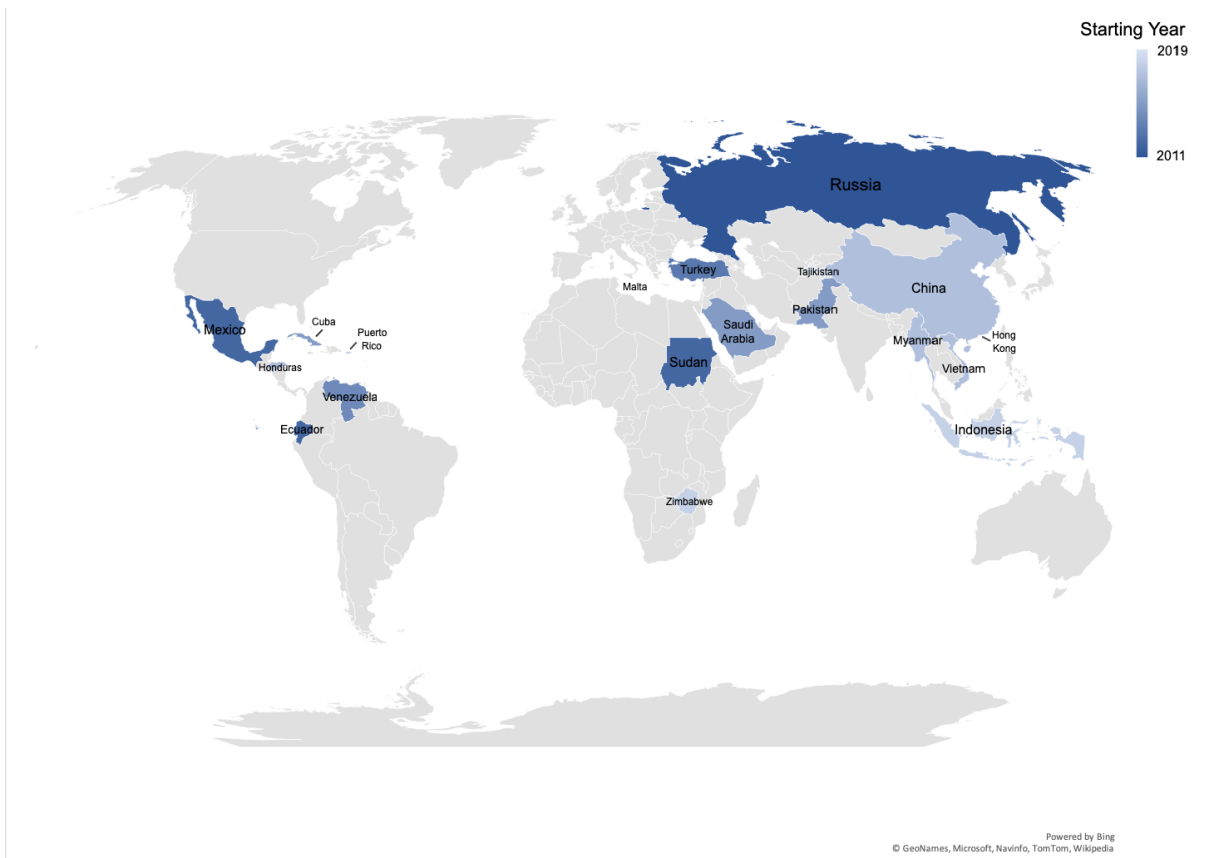 Starting Year
2019
2011
Russia
Turkey
Tajikistan
Malta
China
Pakistan
Cuba
Mexico
Puerto
Rico
Saudi
Arabia
Hong
Kong
Myanmar
Sudan
Honduras
Vietnam
Venezuela
Ecuador
Indonesia
Zimbabwe
Powered by Bing
© GeoNames, Microsoft, Navinfo, TomTom, Wikipedia